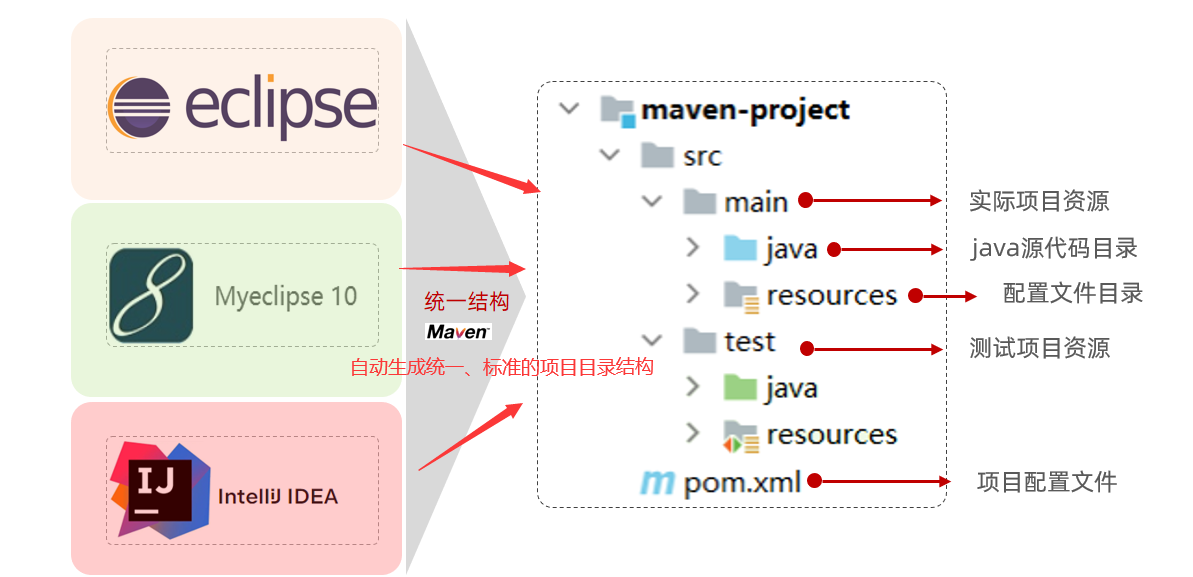 eclipse
Myeclipse 10
IJ
IntelliJ IDEA
统一结构
Maven™
自动生成统一、标准的项目目录结构
maven-project
src
main 实际项目资源
java java源代码目录
resources 配置文件目录
test 测试项目资源
java
resources
pom.xml 项目配置文件